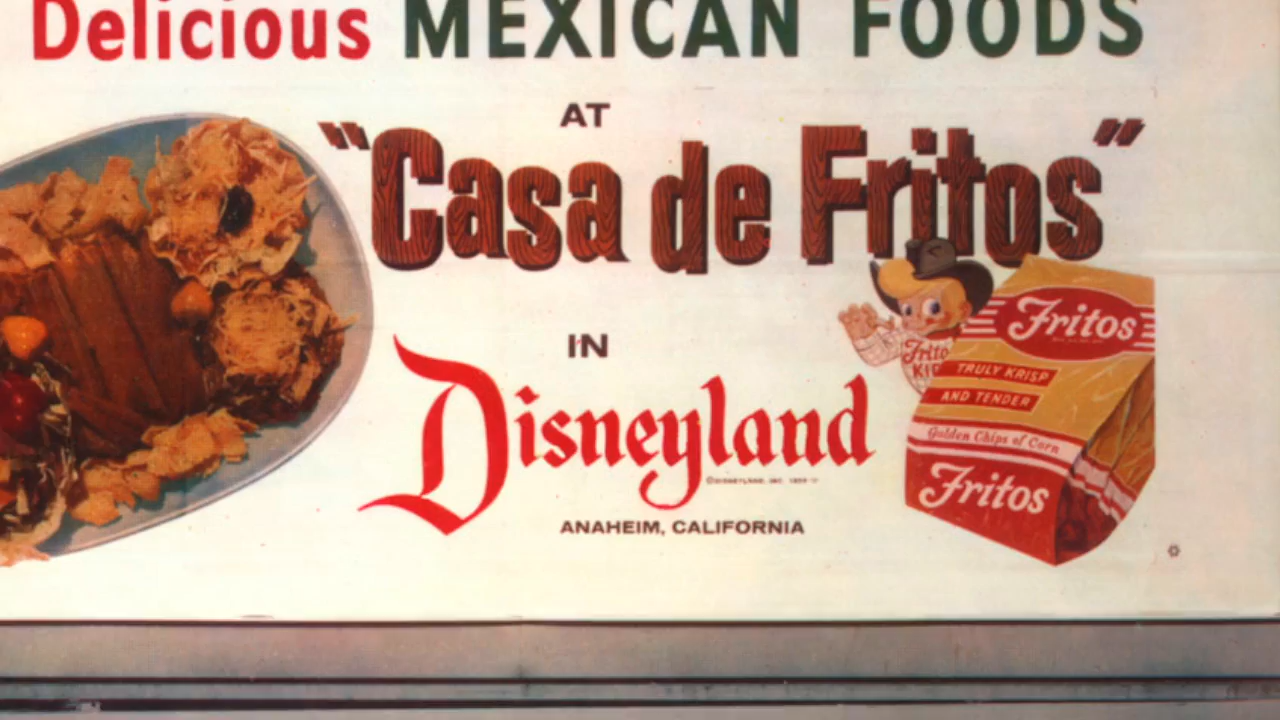 Delicious MEXICAN FOODS
AT
"Casa de Fritos"
IN
Disneyland
ANAHEIM, CALIFORNIA
Fritos
Frito
TRULY KRISP
AND TENDER
Golden Chips of Corn
Fritos